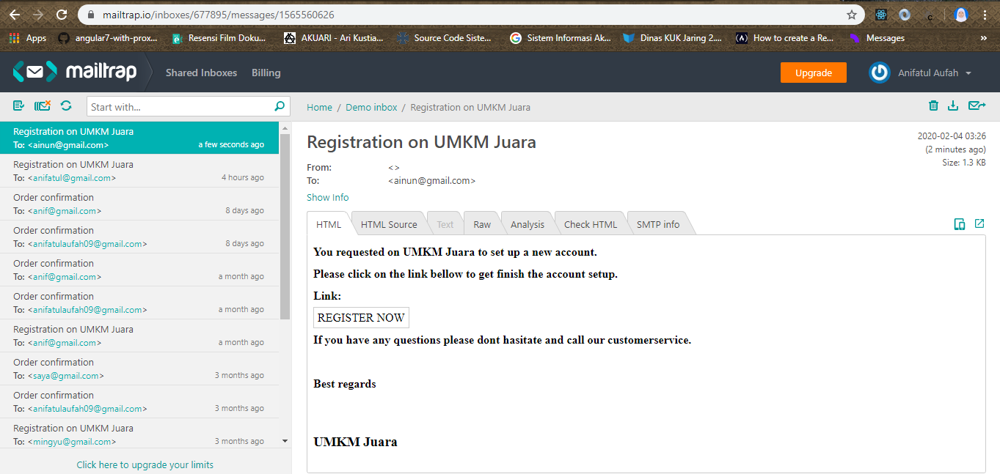 mailtrap.io/inboxes/677895/messages/1565560626
Apps angular7-with-prox... Resensi Film Doku... AKUARI - Ari Kustia... Source Code Siste... Sistem Informasi Ak... Dinas KUK Jaring 2.... How to create a Re... Messages »
mailtrap Shared Inboxes Billing Upgrade Anifatul Aufah
Start with...
Home / Demo inbox / Registration on UMKM Juara
Registration on UMKM Juara
To: <ainun@gmail.com> a few seconds ago
Registration on UMKM Juara
To: <anifatul@gmail.com> 4 hours ago
Order confirmation
To: <anif@gmail.com> 8 days ago
Order confirmation
To: <anifatulaufah09@gmail.com> 8 days ago
Order confirmation
To: <anif@gmail.com> a month ago
Order confirmation
To: <anifatulaufah09@gmail.com> a month ago
Registration on UMKM Juara
To: <anif@gmail.com> a month ago
Order confirmation
To: <saya@gmail.com> 3 months ago
Order confirmation
To: <anifatulaufah09@gmail.com> 3 months ago
Registration on UMKM Juara
To: <mingyu@gmail.com> 3 months ago
Click here to upgrade your limits
Registration on UMKM Juara
2020-02-04 03:26
(2 minutes ago)
Size: 1.3 KB
From: <>
To: <ainun@gmail.com>
Show Info
HTML HTML Source Text Raw Analysis Check HTML SMTP info
You requested on UMKM Juara to set up a new account.
Please click on the link bellow to get finish the account setup.
Link:
REGISTER NOW
If you have any questions please dont hasitate and call our customerservice.
Best regards
UMKM Juara